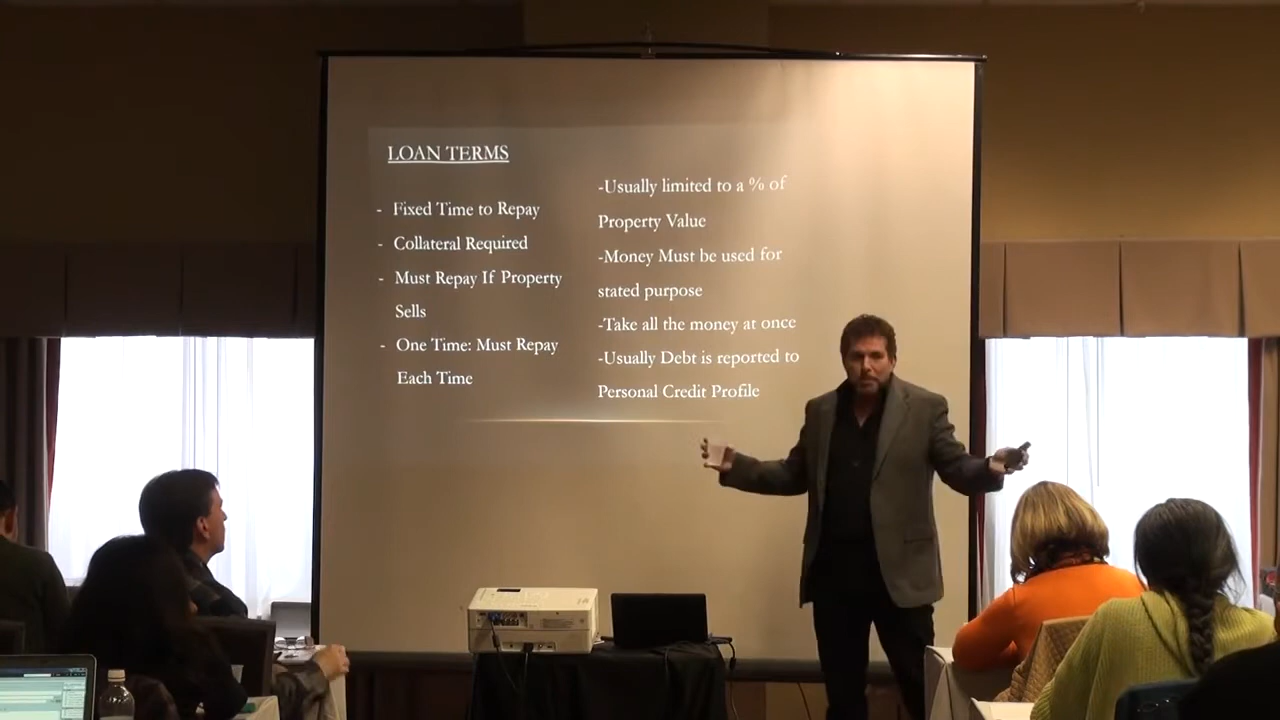 LOAN TERMS
- Fixed Time to Repay
- Collateral Required
- Must Repay If Property
Sells
- One Time: Must Repay
Each Time
-Usually limited to a % of
Property Value
-Money Must be used for
stated purpose
-Take all the money at once
-Usually Debt is reported to
Personal Credit Profile